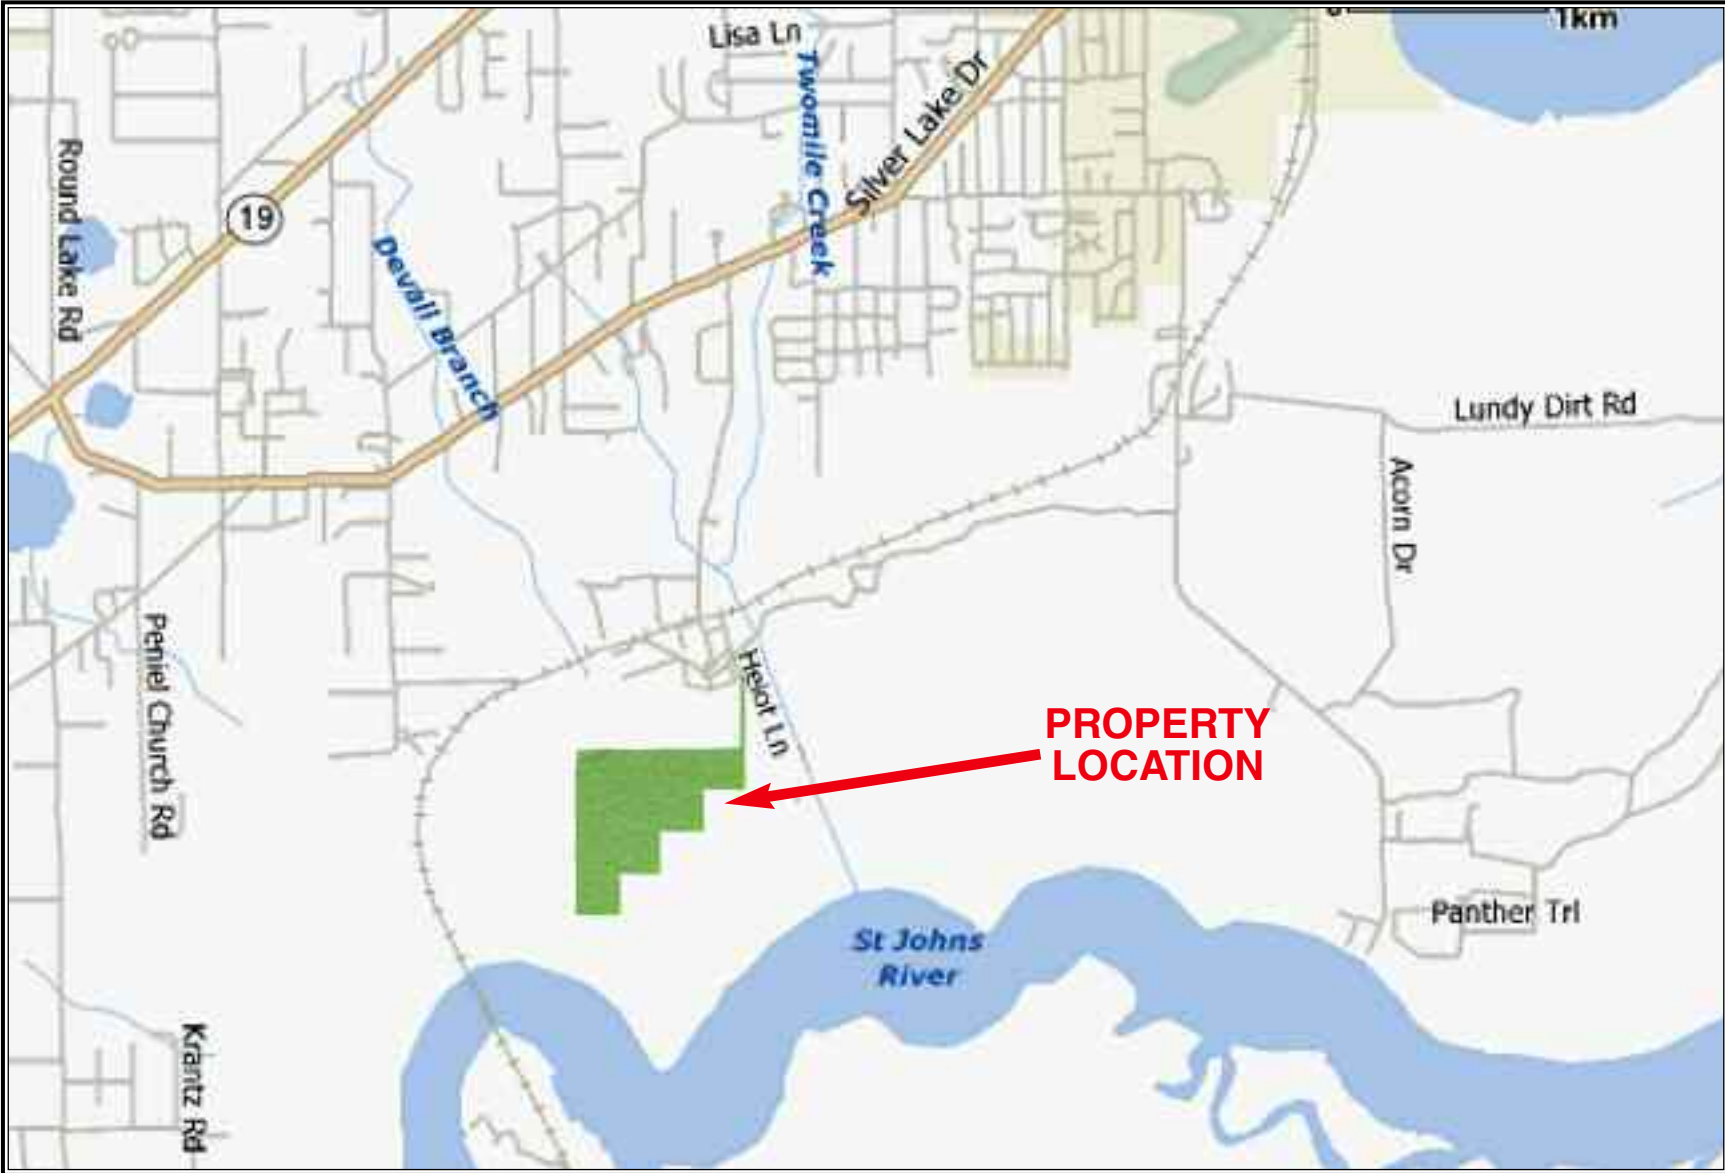 1km
Lisa Ln
Twomile Creek
Silver Lake Dr
Round Lake Rd
19
Devall Branch
Lundy Dirt Rd
Acorn Dr
Peniel Church Rd
Helot Ln
PROPERTY
LOCATION
Panther Trl
St Johns
River
Krantz Rd